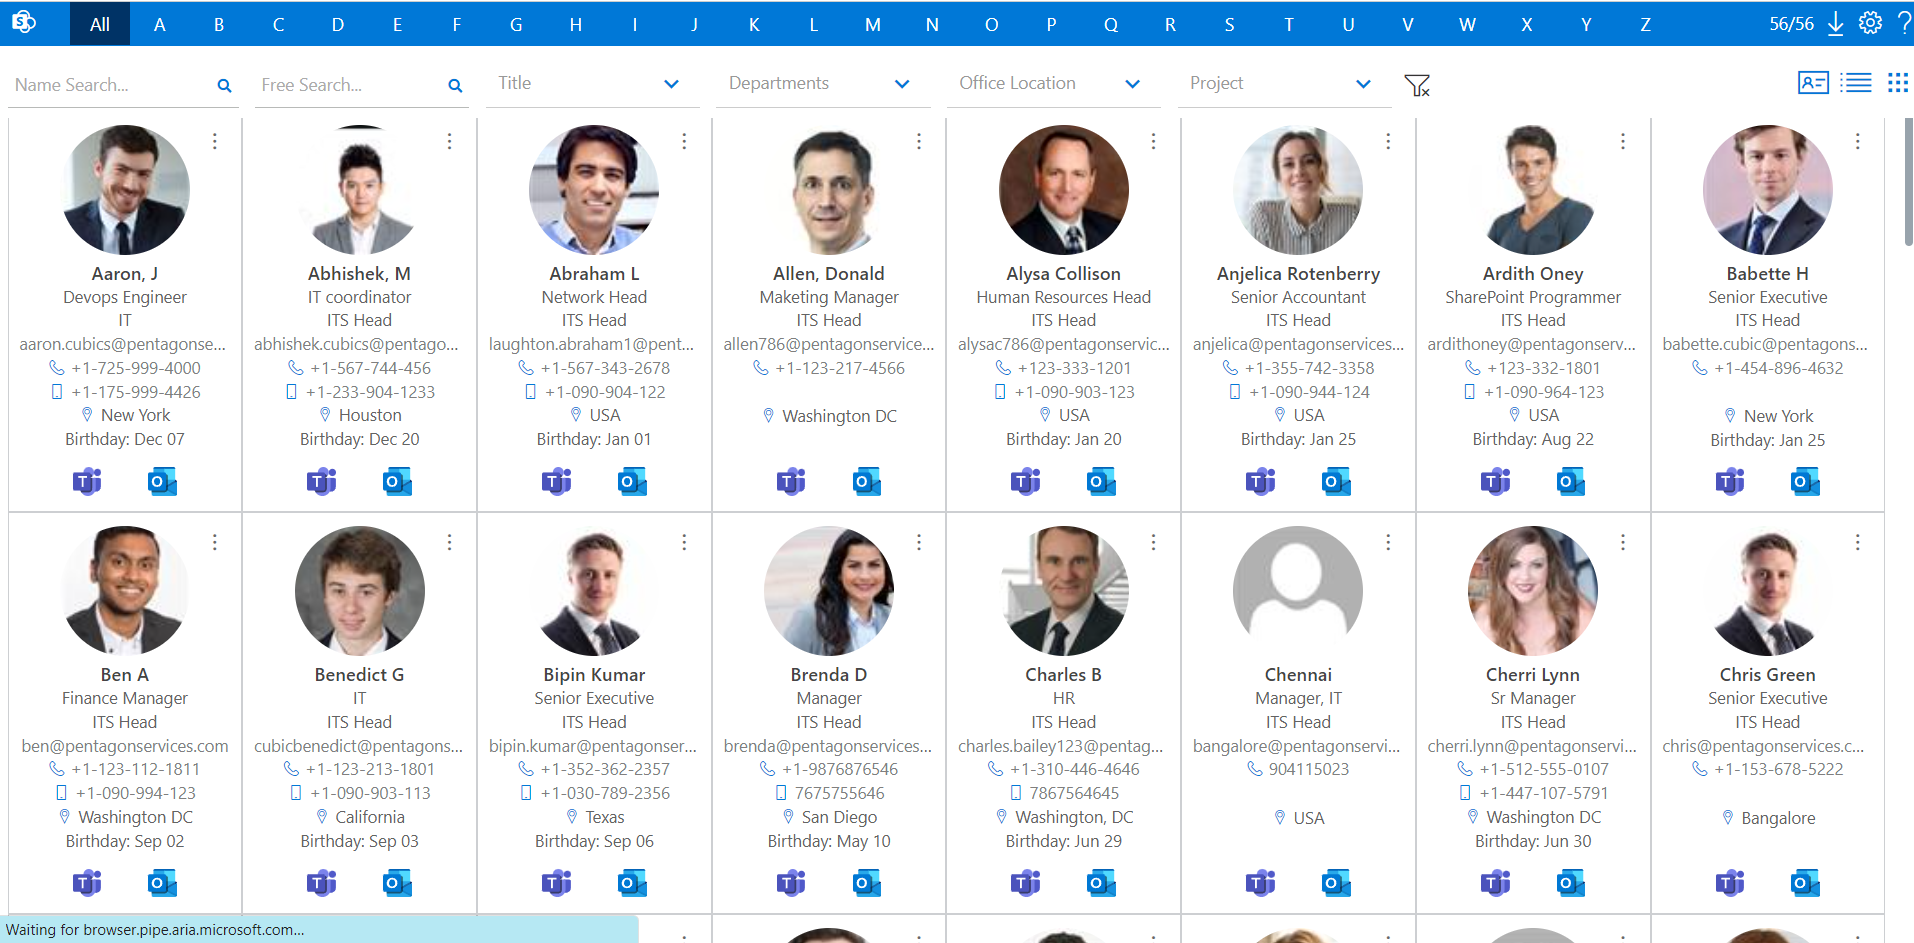 All A B C D E F G H I J K L M N O P Q R S T U V W X Y Z 56/56
Name Search... Free Search... Title Departments Office Location Project
Aaron, J
Devops Engineer
IT
aaron.cubics@pentagonse...
+1-725-999-4000
+1-175-999-4426
New York
Birthday: Dec 07
Abhishek, M
IT coordinator
ITS Head
abhishek.cubics@pentago...
+1-567-744-456
+1-233-904-1233
Houston
Birthday: Dec 20
Abraham L
Network Head
ITS Head
laughton.abraham1@pent...
+1-567-343-2678
+1-090-904-122
USA
Birthday: Jan 01
Allen, Donald
Maketing Manager
ITS Head
allen786@pentagonservice...
+1-123-217-4566
Washington DC
Alysa Collison
Human Resources Head
ITS Head
alysac786@pentagonservic...
+123-333-1201
+1-090-903-123
USA
Birthday: Jan 20
Anjelica Rotenberry
Senior Accountant
ITS Head
anjelica@pentagonservices...
+1-355-742-3358
+1-090-944-124
USA
Birthday: Jan 25
Ardith Oney
SharePoint Programmer
ITS Head
ardithoney@pentagonserv...
+123-332-1801
+1-090-964-123
USA
Birthday: Aug 22
Babette H
Senior Executive
ITS Head
babette.cubic@pentagons...
+1-454-896-4632
New York
Birthday: Jan 25
Ben A
Finance Manager
ITS Head
ben@pentagonservices.com
+1-123-112-1811
+1-090-994-123
Washington DC
Birthday: Sep 02
Benedict G
IT
ITS Head
cubicbenedict@pentagons...
+1-123-213-1801
+1-090-903-113
California
Birthday: Sep 03
Bipin Kumar
Senior Executive
ITS Head
bipin.kumar@pentagonser...
+1-352-362-2357
+1-030-789-2356
Texas
Birthday: Sep 06
Brenda D
Manager
ITS Head
brenda@pentagonservices...
+1-9876876546
7675755646
San Diego
Birthday: May 10
Charles B
HR
ITS Head
charles.bailey123@pentag...
+1-310-446-4646
7867564645
Washington, DC
Birthday: Jun 29
Chennai
Manager, IT
ITS Head
bangalore@pentagonservi...
904115023
USA
Cherri Lynn
Sr Manager
ITS Head
cherri.lynn@pentagonservi...
+1-512-555-0107
+1-447-107-5791
Washington DC
Birthday: Jun 30
Chris Green
Senior Executive
ITS Head
chris@pentagonservices.c...
+1-153-678-5222
Bangalore
Waiting for browser.pipe.aria.microsoft.com...